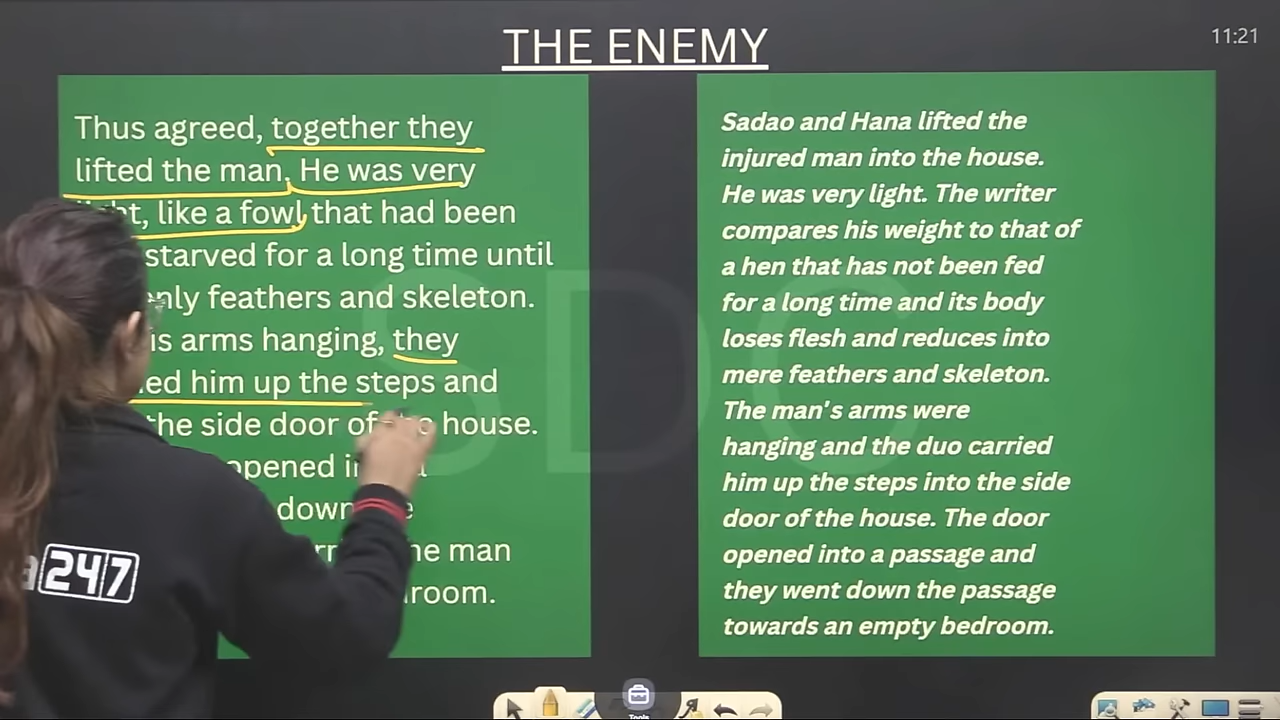 THE ENEMY
11:21
Thus agreed, together they
lifted the man. He was very
light, like a fowl that had been
starved for a long time until
only feathers and skeleton.
arms hanging, they
him up the steps and
the side door of house.
opened
down
the man
Sadao and Hana lifted the
injured man into the house.
He was very light. The writer
compares his weight to that of
a hen that has not been fed
for a long time and its body
loses flesh and reduces into
mere feathers and skeleton.
The man's arms were
hanging and the duo carried
him up the steps into the side
door of the house. The door
opened into a passage and
they went down the passage
towards an empty bedroom.
SDC
247
Tools